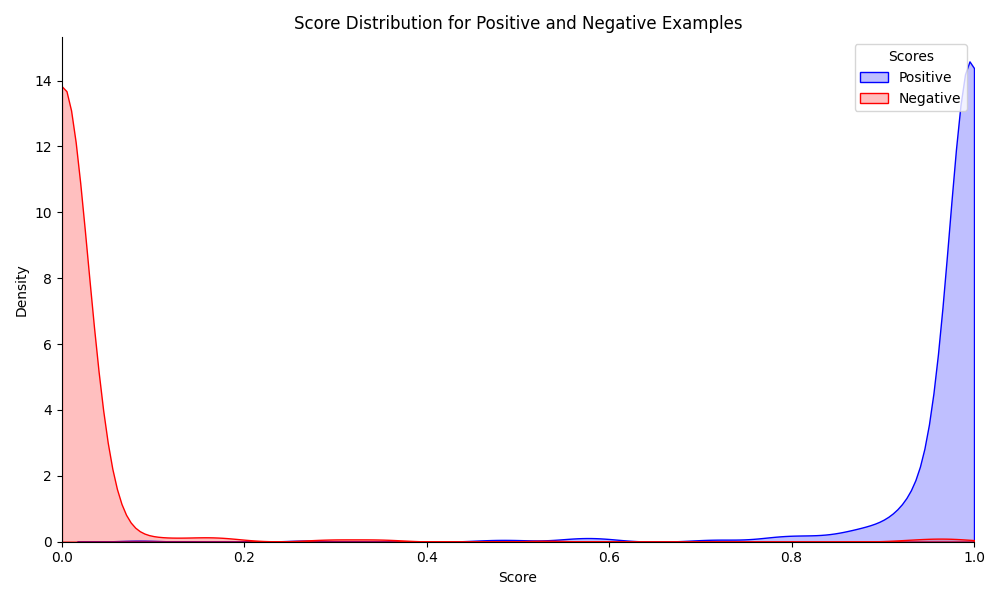 Score Distribution for Positive and Negative Examples
Scores
Positive
Negative
14
12
10
8
6
4
2
0
Density
0.0 0.2 0.4 0.6 0.8 1.0
Score